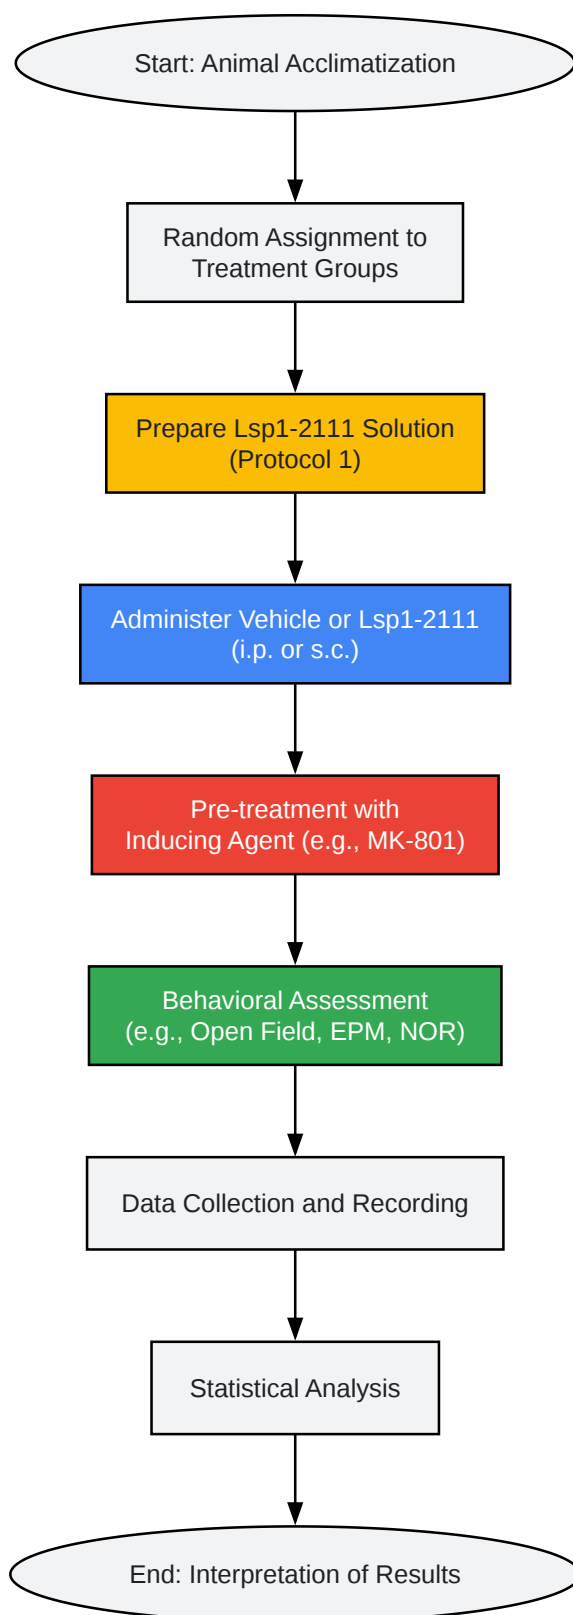 Start: Animal Acclimatization
Random Assignment to
Treatment Groups
Prepare Lsp1-2111 Solution
(Protocol 1)
Administer Vehicle or Lsp1-2111
(i.p. or s.c.)
Pre-treatment with
Inducing Agent (e.g., MK-801)
Behavioral Assessment
(e.g., Open Field, EPM, NOR)
Data Collection and Recording
Statistical Analysis
End: Interpretation of Results